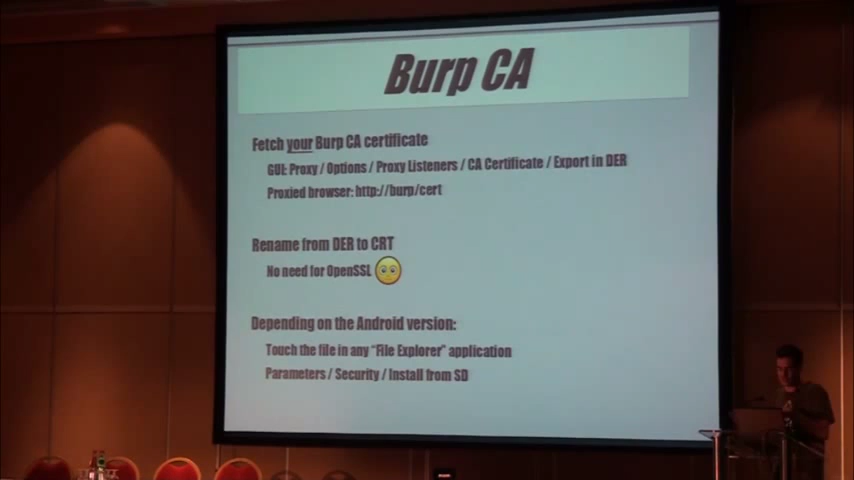 Burp CA
Fetch your Burp CA certificate
GUI: Proxy / Options / Proxy Listeners / CA Certificate / Export in DER
Proxied browser: http://burp/cert
Rename from DER to CRT
No need for OpenSSL
Depending on the Android version:
Touch the file in any “File Explorer” application
Parameters / Security / Install from SD